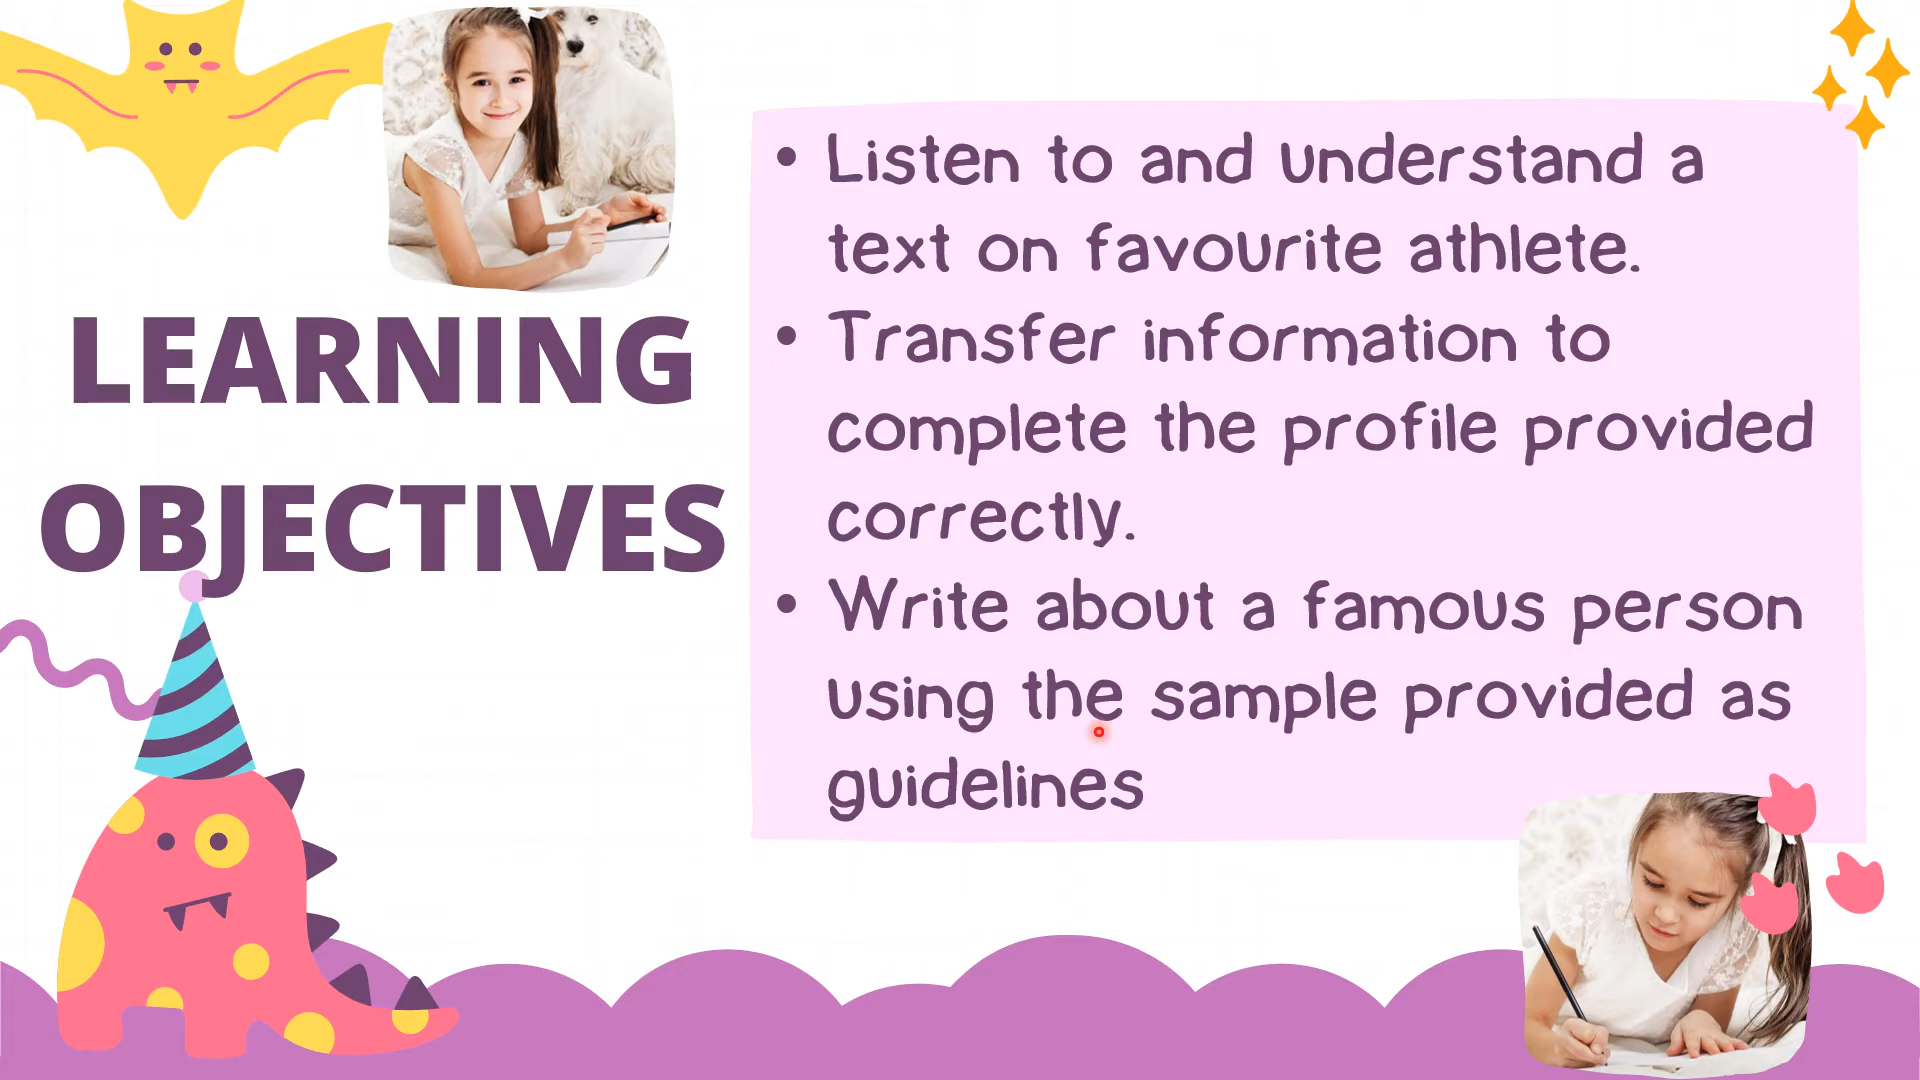 LEARNING
OBJECTIVES
• Listen to and understand a
text on favourite athlete.
• Transfer information to
complete the profile provided
correctly.
• Write about a famous person
using the sample provided as
guidelines